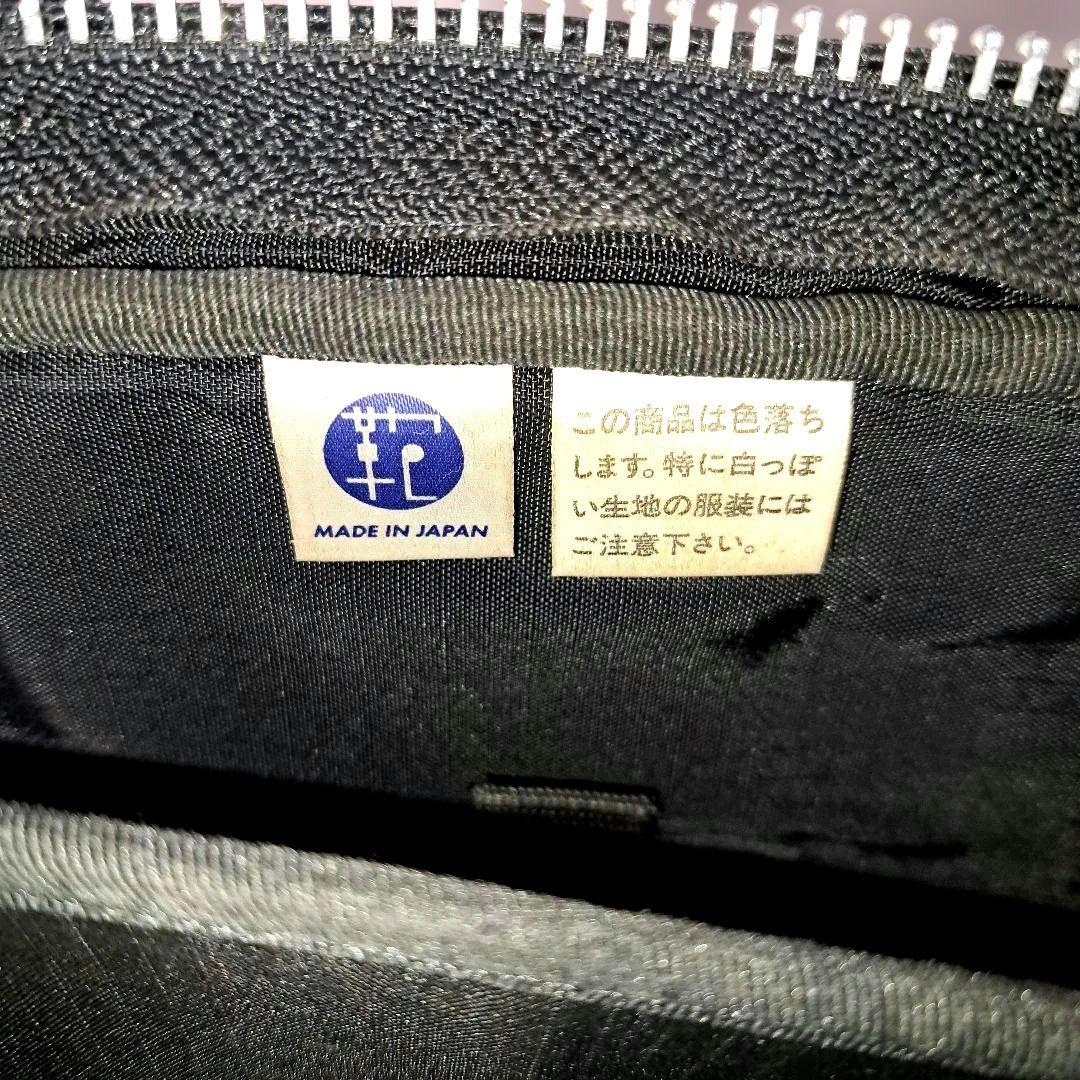 鞄
MADE IN JAPAN
この商品は色落ち
します。特に白っぽ
い生地の服装には
ご注意下さい。